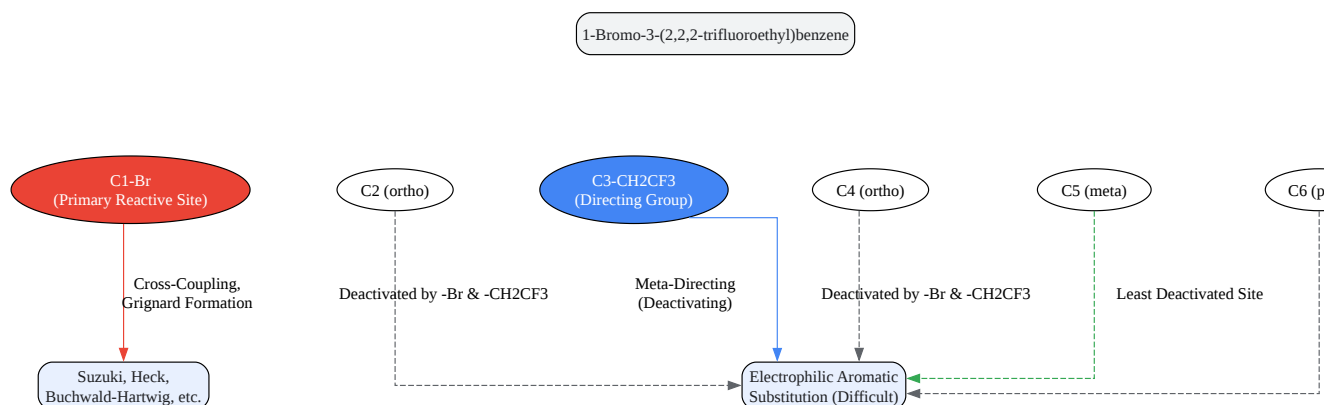 1-Bromo-3-(2,2,2-trifluoroethyl)benzene
C1-Br
(Primary Reactive Site)
C2 (ortho)
C3-CH2CF3
(Directing Group)
C4 (ortho)
C5 (meta)
C6 (p
Cross-Coupling,
Grignard Formation
Deactivated by -Br & -CH2CF3
Meta-Directing
(Deactivating)
Deactivated by -Br & -CH2CF3
Least Deactivated Site
Suzuki, Heck,
Buchwald-Hartwig, etc.
Electrophilic Aromatic
Substitution (Difficult)